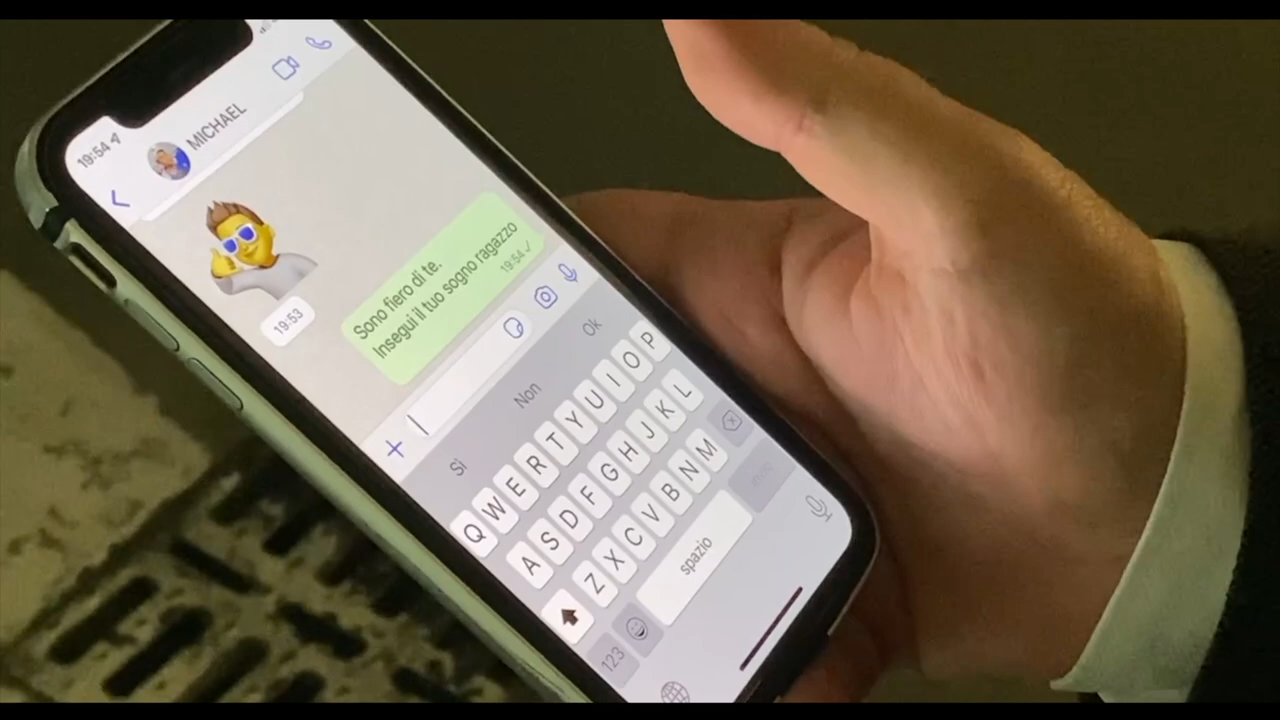 19:54
MICHAEL
19:53
Sono fiero di te.
Insegui il tuo sogno ragazzo
19:54
Sì
Non
Ok
Q W E R T Y U I O P
A S D F G H J K L
Z X C V B N M
123
spazio